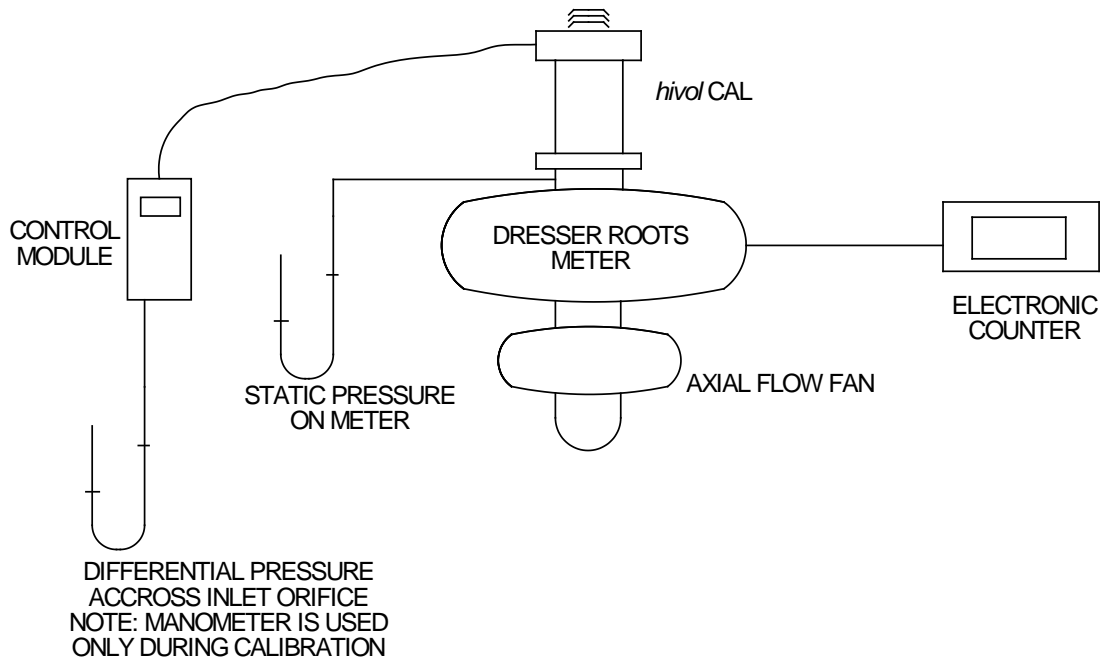 hivol CAL
CONTROL
MODULE
DRESSER ROOTS
METER
ELECTRONIC
COUNTER
STATIC PRESSURE
ON METER
AXIAL FLOW FAN
DIFFERENTIAL PRESSURE
ACCROSS INLET ORIFICE
NOTE: MANOMETER IS USED
ONLY DURING CALIBRATION